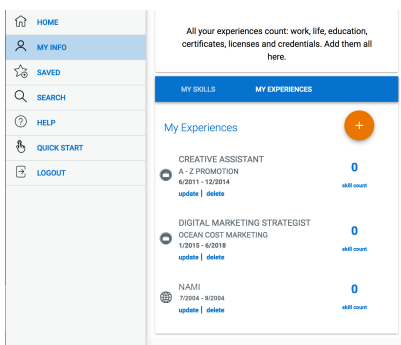 HOME
MY INFO
SAVED
SEARCH
HELP
QUICK START
LOGOUT
All your experiences count: work, life, education,
certificates, licenses and credentials. Add them all
here.
MY SKILLS MY EXPERIENCES
My Experiences
+
CREATIVE ASSISTANT
A - Z PROMOTION
6/2011 - 12/2014
update | delete
0
skill count
DIGITAL MARKETING STRATEGIST
OCEAN COST MARKETING
1/2015 - 6/2018
update | delete
0
skill count
NAMI
7/2004 - 9/2004
update | delete
0
skill count